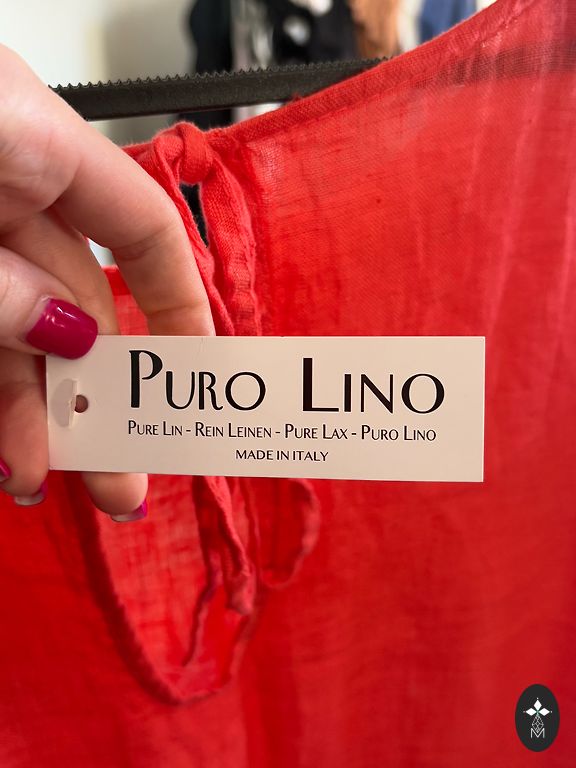 PURO LINO
PURE LIN - REIN LEINEN - PURE LAX - PURO LINO
MADE IN ITALY
M